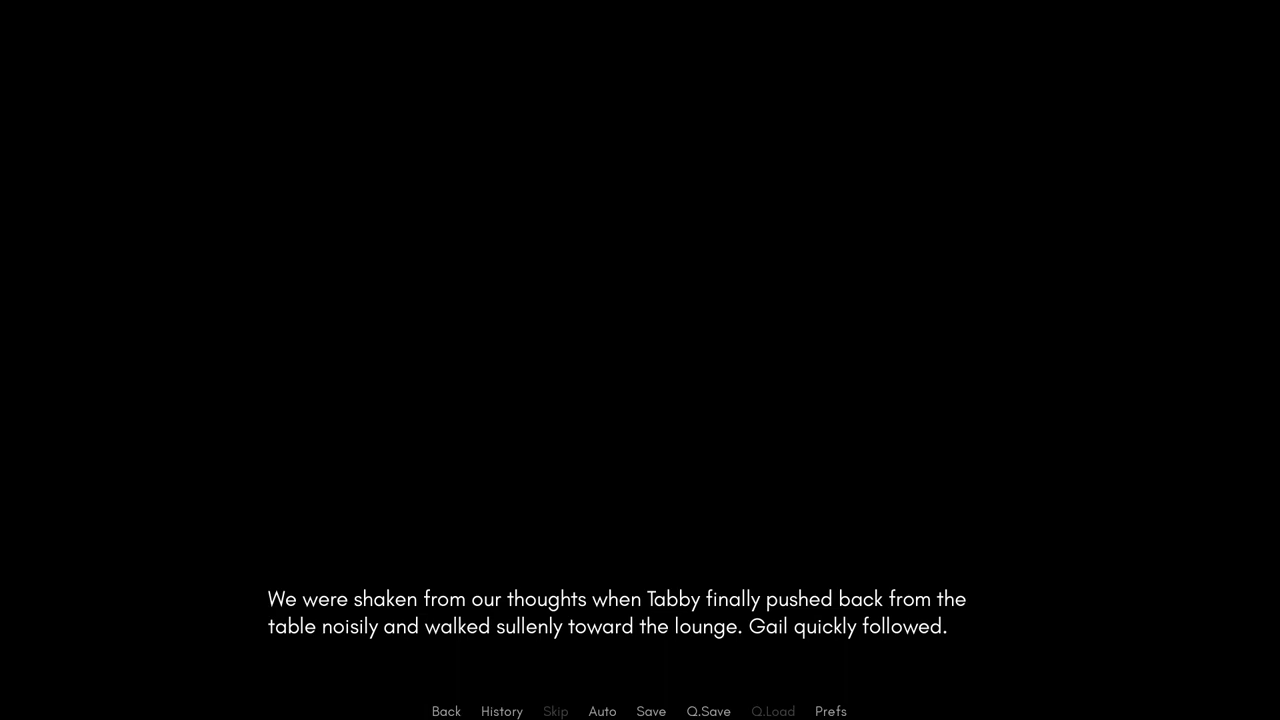 We were shaken from our thoughts when Tabby finally pushed back from the
table noisily and walked sullenly toward the lounge. Gail quickly followed.
Back History Skip Auto Save Q.Save Q.Load Prefs